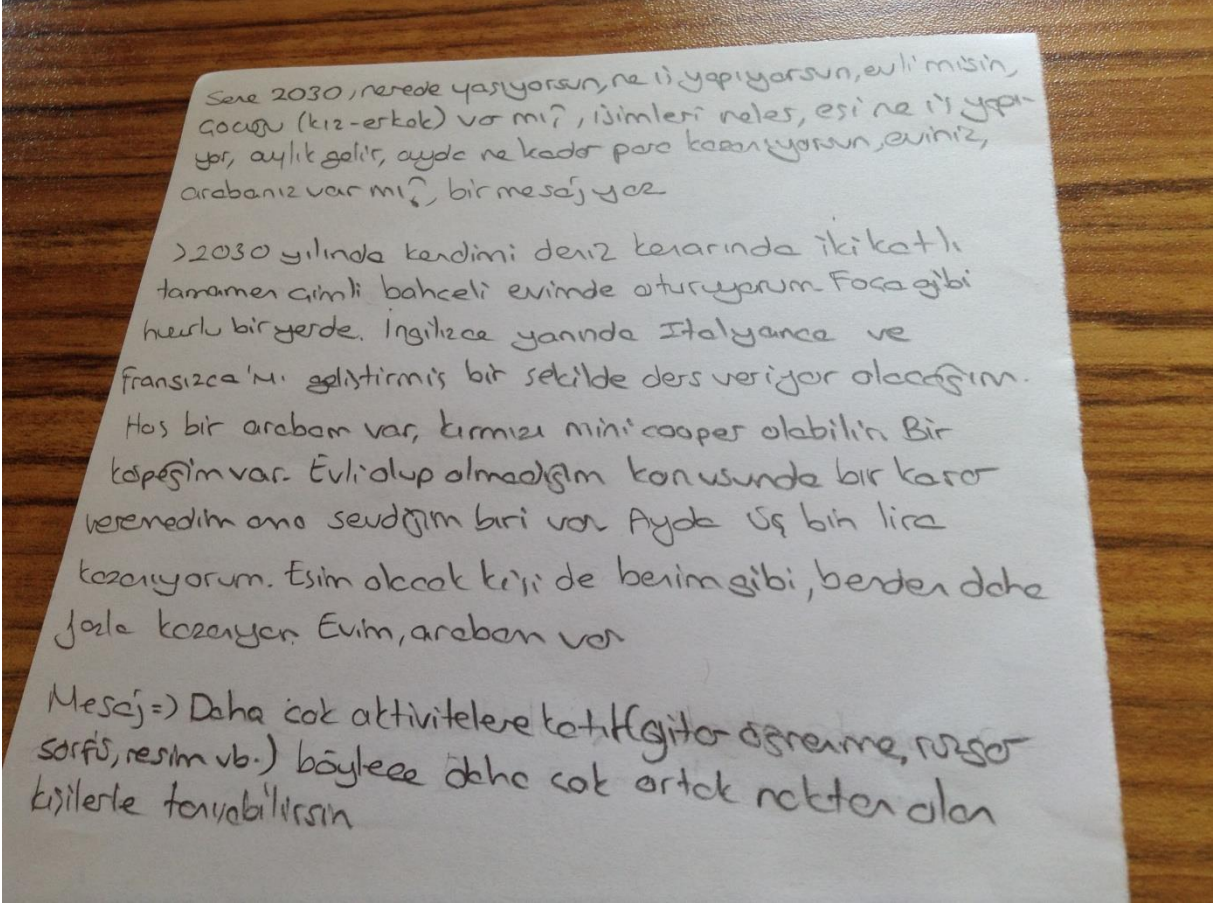 Sene 2030, nerede yaşıyorsun, ne iş yapıyorsun, evli misin,
çocuğu (kız-erkek) var mı?, isimleri neler, eşi ne iş yapı-
yor, aylık gelir, ayda ne kadar para kazanıyorsun, eviniz,
arabanız var mı?, bir mesaj yaz
>2030 yılında kendimi deniz kenarında iki katlı
tamamen çimli bahçeli evimde oturuyorum. Foça gibi
huzurlu bir yerde. İngilizce yanında İtalyanca ve
Fransızca'mı geliştirmiş bir şekilde ders veriyor olacağım.
Hoş bir arabam var, kırmızı mini cooper olabilir. Bir
köpeğim var. Evli olup olmadığım konusunda bir karar
veremedim ama sevdiğim biri var. Ayda üç bin lira
kazanıyorum. Eşim olacak kişi de benim gibi, benden daha
fazla kazanıyor. Evim, arabam var
Mesaj=) Daha çok aktivitelere katıl (gitar öğrenme, rüzgar
sörfü, resim vb.) böylece daha çok ortak noktan olan
kişilerle tanışabilirsin